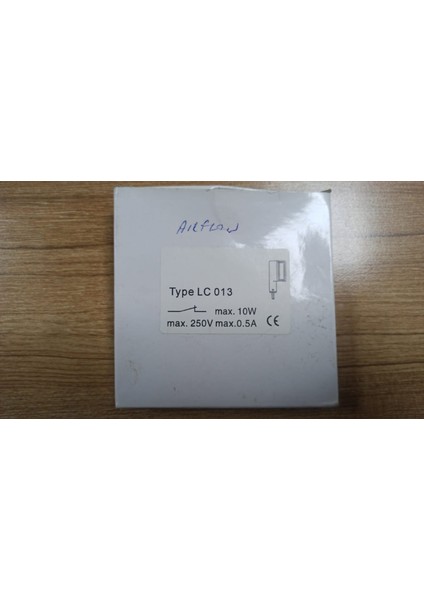 AIRFLOW
Type LC 013
max. 10W
max. 250V max.0.5A CE